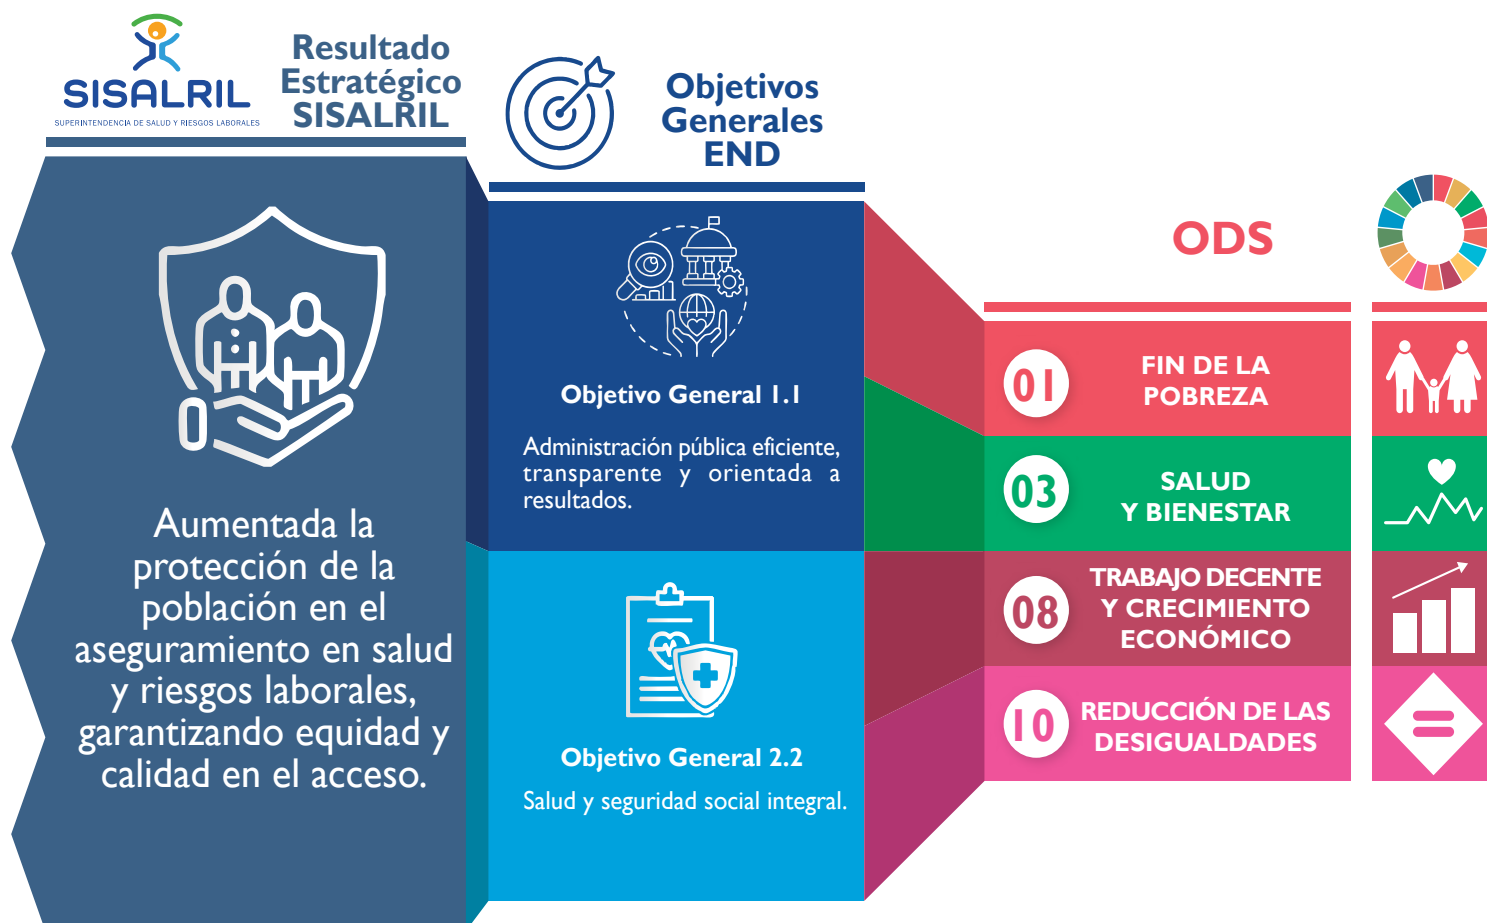 SISALRIL
SUPERINTENDENCIA DE SALUD Y RIESGOS LABORALES
Resultado
Estratégico
SISALRIL
Aumentada la
protección de la
población en el
aseguramiento en salud
y riesgos laborales,
garantizando equidad y
calidad en el acceso.
Objetivos
Generales
END
Objetivo General 1.1
Administración pública eficiente,
transparente y orientada a
resultados.
Objetivo General 2.2
Salud y seguridad social integral.
ODS
01
FIN DE LA
POBREZA
03
SALUD
Y BIENESTAR
08
TRABAJO DECENTE
Y CRECIMIENTO
ECONÓMICO
10
REDUCCIÓN DE LAS
DESIGUALDADES